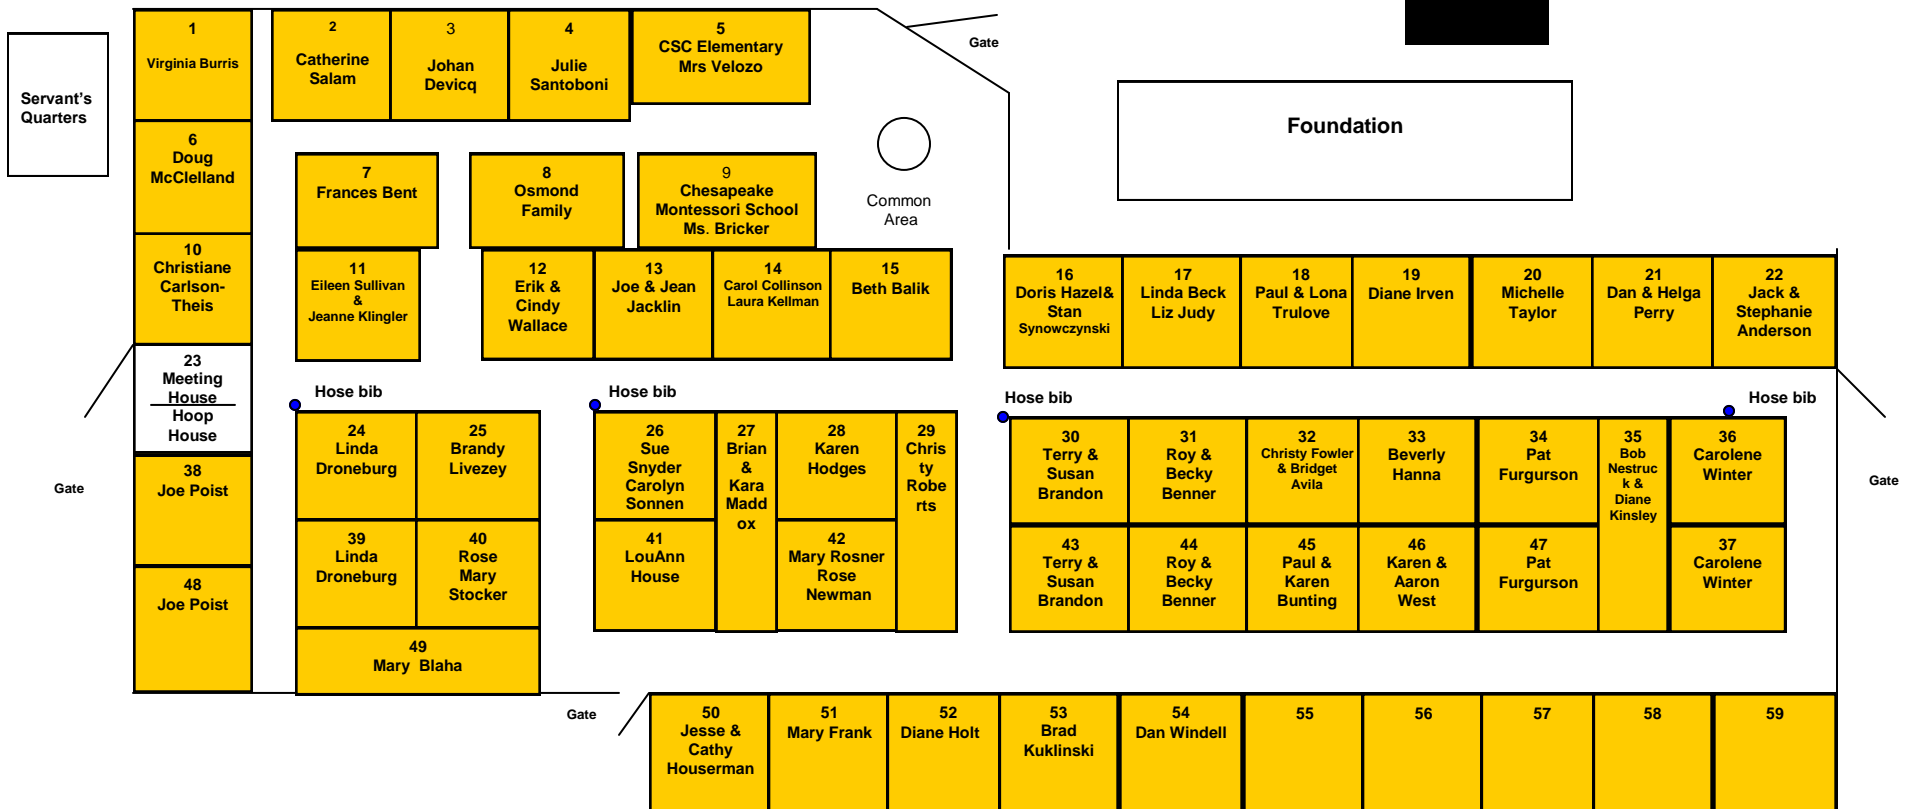 1
Virginia Burris
2
Catherine
Salam
3
Johan
Devicq
4
Julie
Santoboni
5
CSC Elementary
Mrs Velozo
Gate
Servant's
Quarters
Foundation
6
Doug
McClelland
7
Frances Bent
8
Osmond
Family
9
Chesapeake
Montessori School
Ms. Bricker
Common
Area
10
Christiane
Carlson-
Theis
11
Eileen Sullivan
&
Jeanne Klingler
12
Erik &
Cindy
Wallace
13
Joe & Jean
Jacklin
14
Carol Collinson
Laura Kellman
15
Beth Balik
16
Doris Hazel&
Stan
Synowczynski
17
Linda Beck
Liz Judy
18
Paul & Lona
Trulove
19
Diane Irven
20
Michelle
Taylor
21
Dan & Helga
Perry
22
Jack &
Stephanie
Anderson
23
Meeting
House
Hoop
House
Hose bib
Hose bib
Hose bib
Hose bib
24
Linda
Droneburg
25
Brandy
Livezey
26
Sue
Snyder
Carolyn
Sonnen
27
Brian
&
Kara
Madd
ox
28
Karen
Hodges
29
Chris
ty
Robe
rts
30
Terry &
Susan
Brandon
31
Roy &
Becky
Benner
32
Christy Fowler
& Bridget
Avila
33
Beverly
Hanna
34
Pat
Furgurson
35
Bob
Nestruc
k &
Diane
Kinsley
36
Carolene
Winter
Gate
Gate
38
Joe Poist
39
Linda
Droneburg
40
Rose
Mary
Stocker
41
LouAnn
House
42
Mary Rosner
Rose
Newman
43
Terry &
Susan
Brandon
44
Roy &
Becky
Benner
45
Paul &
Karen
Bunting
46
Karen &
Aaron
West
47
Pat
Furgurson
37
Carolene
Winter
48
Joe Poist
49
Mary Blaha
Gate
50
Jesse &
Cathy
Houserman
51
Mary Frank
52
Diane Holt
53
Brad
Kuklinski
54
Dan Windell
55
56
57
58
59